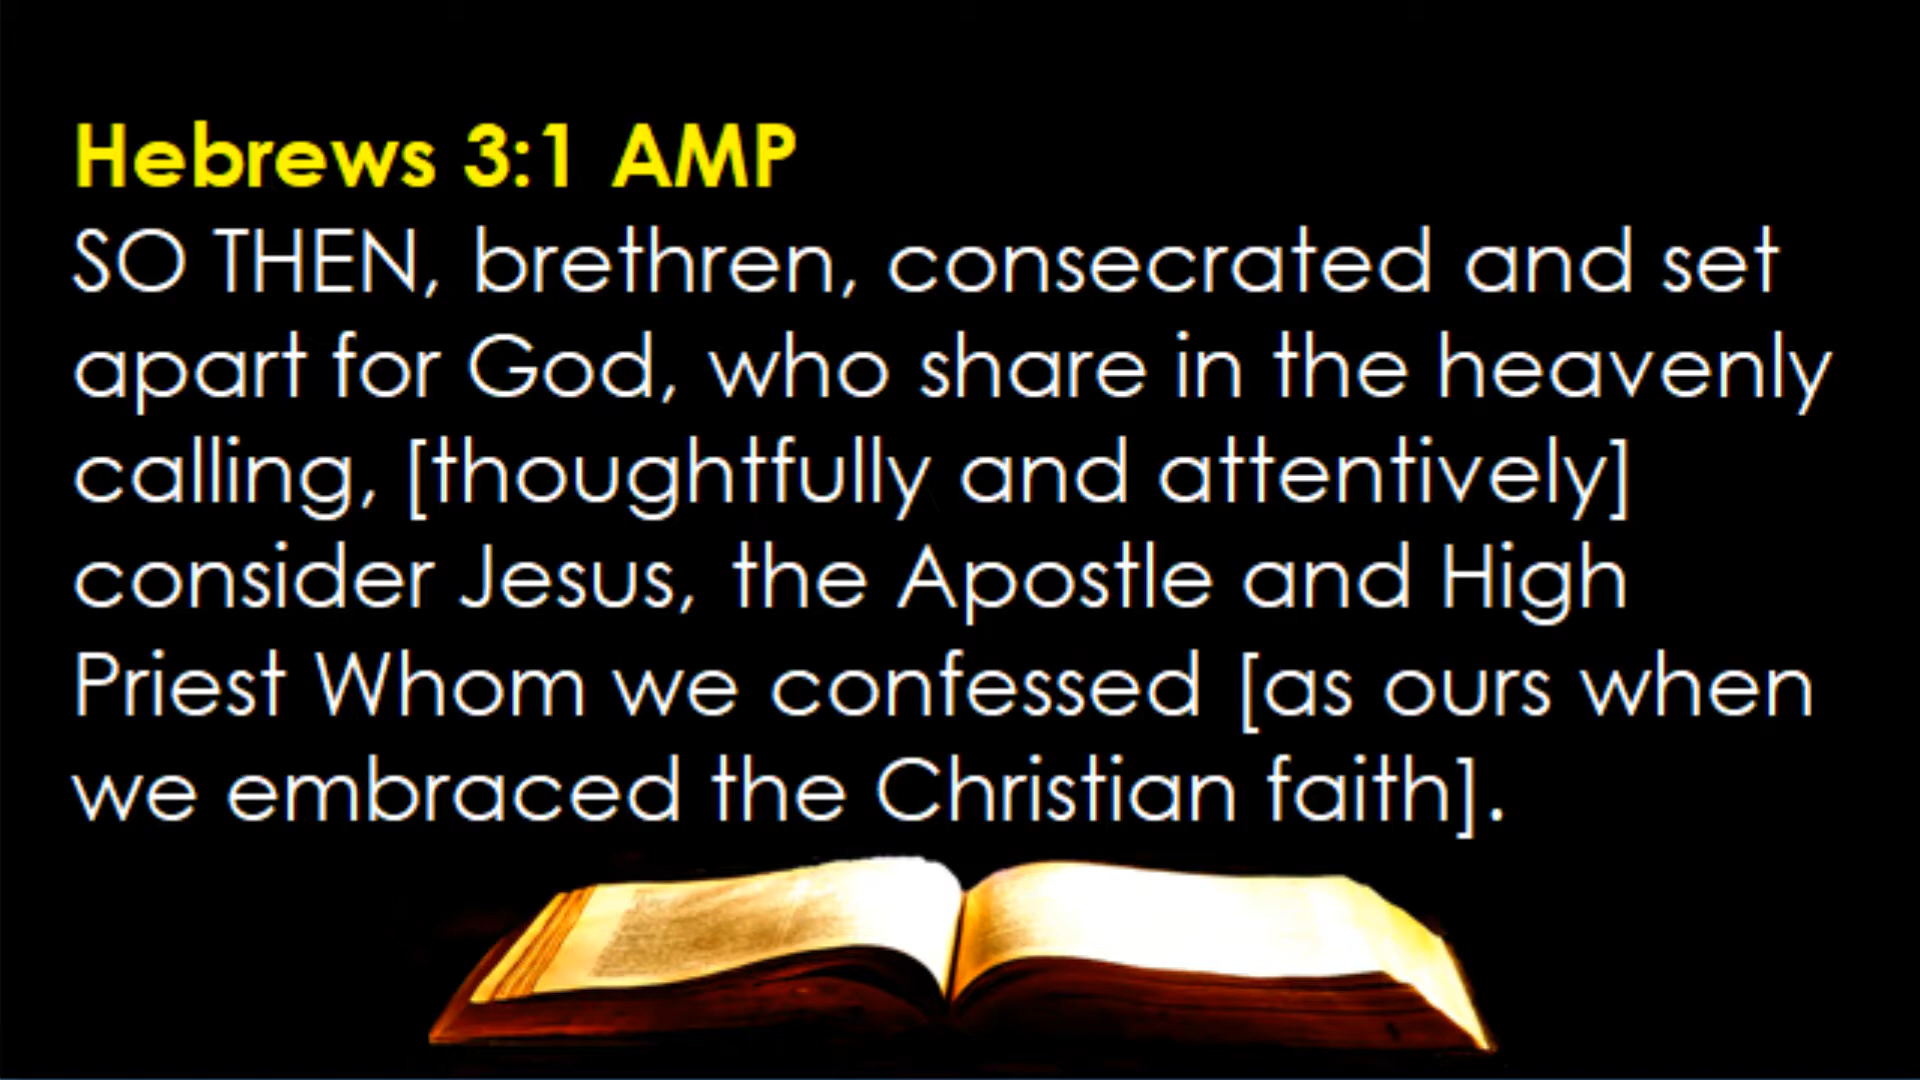 Hebrews 3:1 AMP
SO THEN, brethren, consecrated and set
apart for God, who share in the heavenly
calling, [thoughtfully and attentively]
consider Jesus, the Apostle and High
Priest Whom we confessed [as ours when
we embraced the Christian faith].